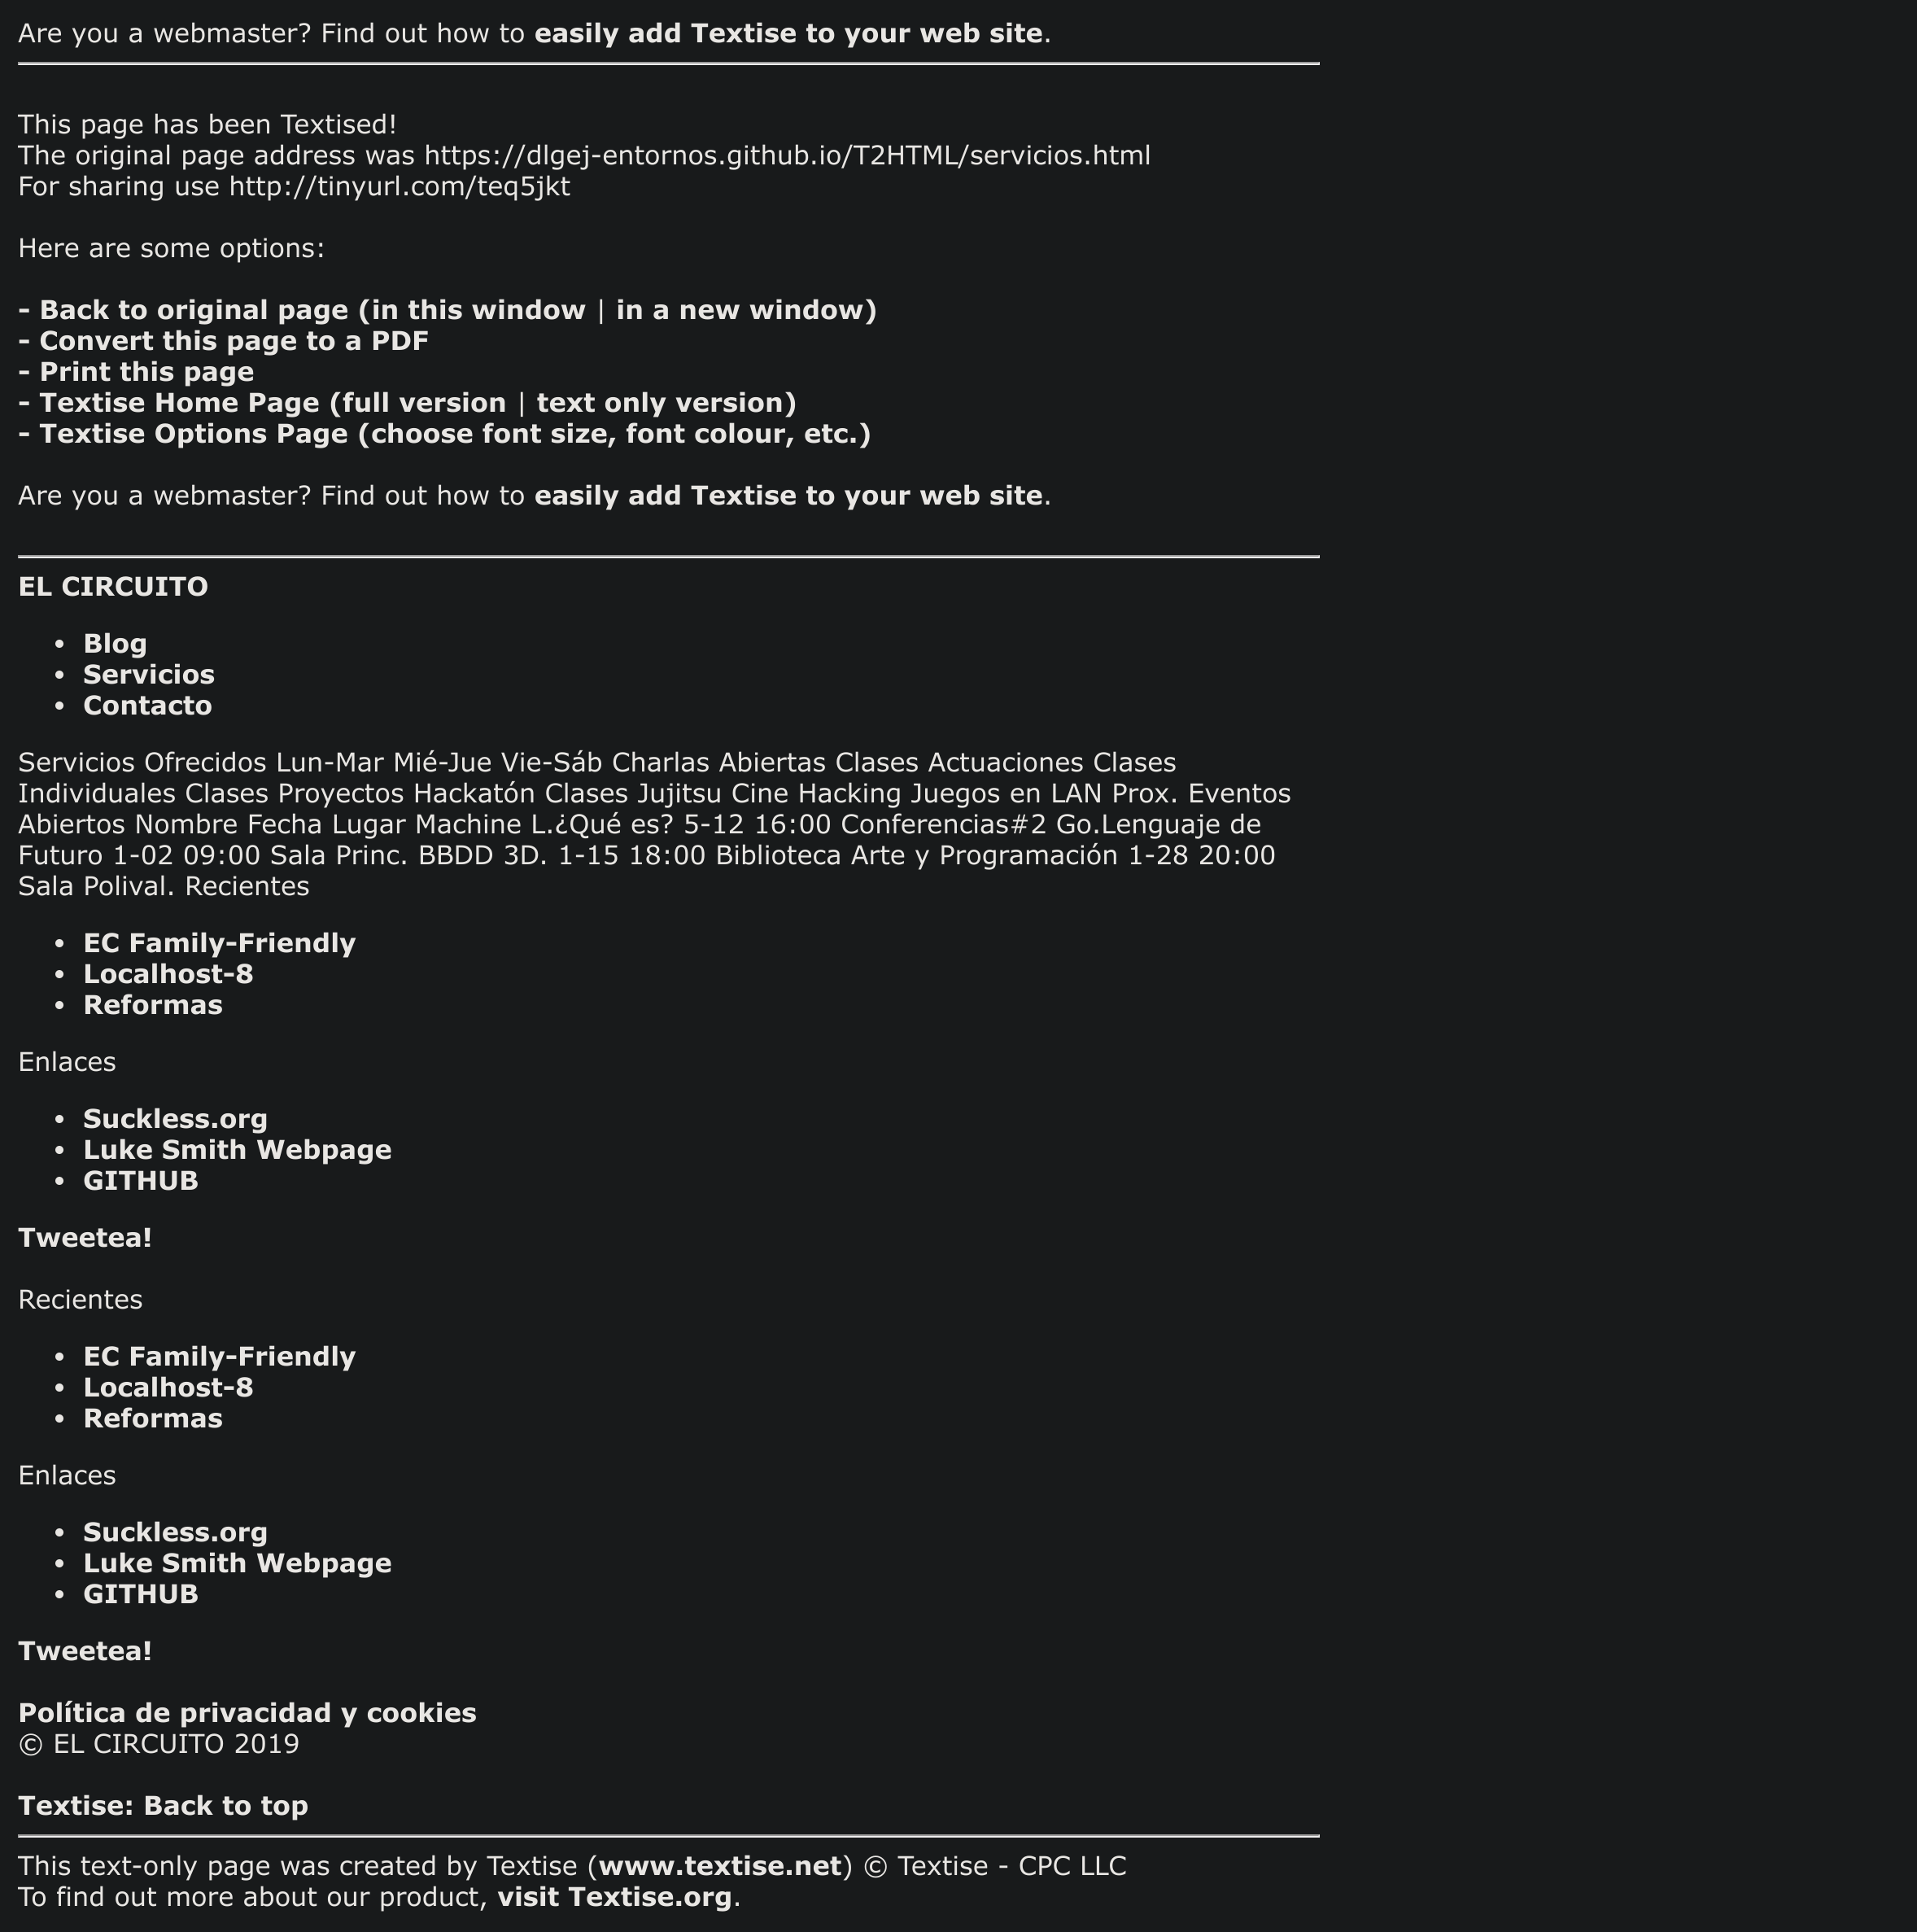 Are you a webmaster? Find out how to easily add Textise to your web site.
This page has been Textised!
The original page address was https://dlgej-entornos.github.io/T2HTML/servicios.html
For sharing use http://tinyurl.com/teq5jkt
Here are some options:
- Back to original page (in this window | in a new window)
- Convert this page to a PDF
- Print this page
- Textise Home Page (full version | text only version)
- Textise Options Page (choose font size, font colour, etc.)
Are you a webmaster? Find out how to easily add Textise to your web site.
EL CIRCUITO
• Blog
• Servicios
• Contacto
Servicios Ofrecidos Lun-Mar Mié-Jue Vie-Sáb Charlas Abiertas Clases Actuaciones Clases
Individuales Clases Proyectos Hackatón Clases Jujitsu Cine Hacking Juegos en LAN Prox. Eventos
Abiertos Nombre Fecha Lugar Machine L.¿Qué es? 5-12 16:00 Conferencias#2 Go.Lenguaje de
Futuro 1-02 09:00 Sala Princ. BBDD 3D. 1-15 18:00 Biblioteca Arte y Programación 1-28 20:00
Sala Polival. Recientes
• EC Family-Friendly
• Localhost-8
• Reformas
Enlaces
• Suckless.org
• Luke Smith Webpage
• GITHUB
Tweetea!
Recientes
• EC Family-Friendly
• Localhost-8
• Reformas
Enlaces
• Suckless.org
• Luke Smith Webpage
• GITHUB
Tweetea!
Política de privacidad y cookies
© EL CIRCUITO 2019
Textise: Back to top
This text-only page was created by Textise (www.textise.net) © Textise - CPC LLC
To find out more about our product, visit Textise.org.